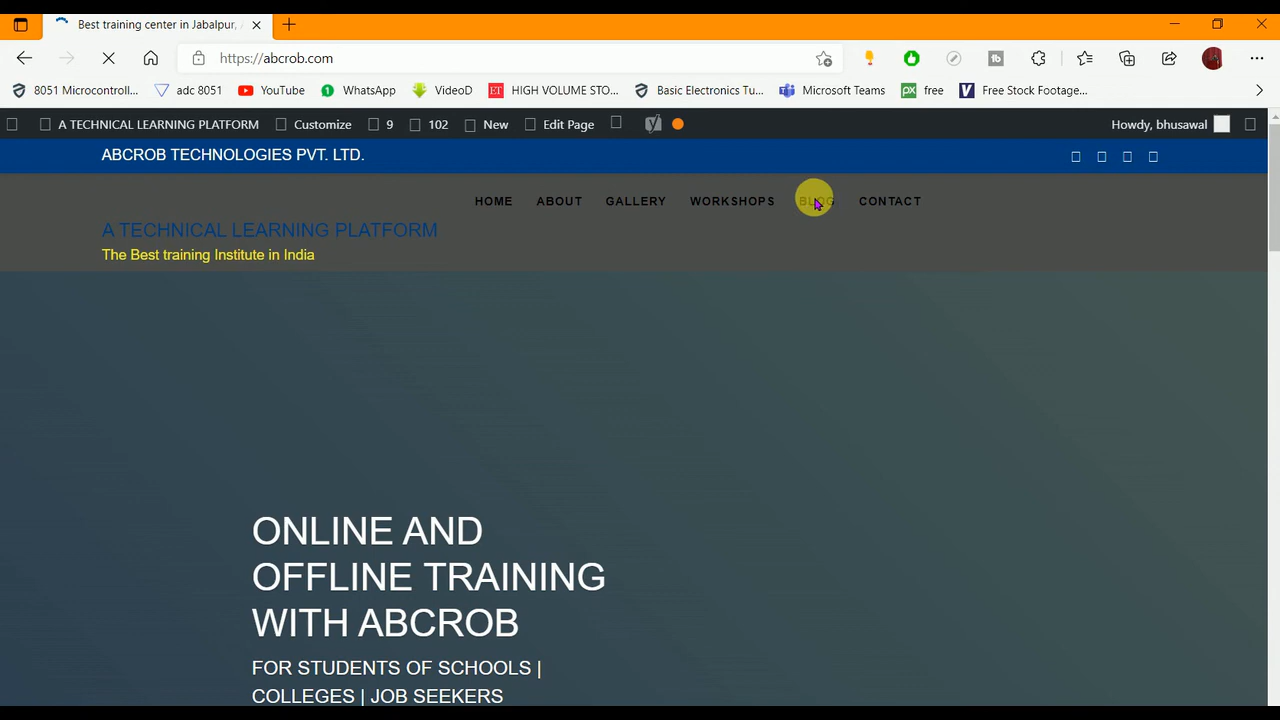 Best training center in Jabalpur,
https://abcrob.com
8051 Microcontroll... adc 8051 YouTube WhatsApp VideoD HIGH VOLUME STO... Basic Electronics Tu... Microsoft Teams free Free Stock Footage...
A TECHNICAL LEARNING PLATFORM Customize 9 102 New Edit Page Howdy, bhusawal
ABCROB TECHNOLOGIES PVT. LTD.
HOME ABOUT GALLERY WORKSHOPS BLOG CONTACT
A TECHNICAL LEARNING PLATFORM
The Best training Institute in India
ONLINE AND
OFFLINE TRAINING
WITH ABCROB
FOR STUDENTS OF SCHOOLS |
COLLEGES | JOB SEEKERS